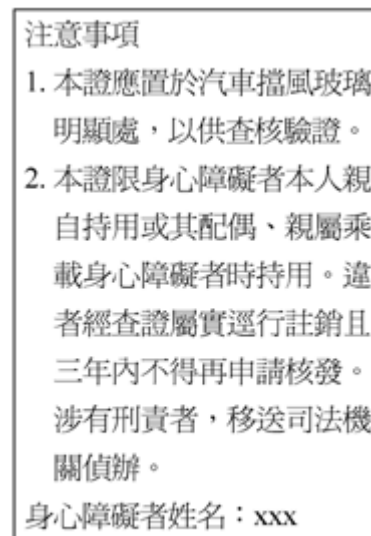 注意事項
1. 本證應置於汽車擋風玻璃
明顯處，以供查核驗證。
2. 本證限身心障礙者本人親
自持用或其配偶、親屬乘
載身心障礙者時持用。違
者經查證屬實逕行註銷且
三年內不得再申請核發。
涉有刑責者，移送司法機
關偵辦。
身心障礙者姓名：xxx